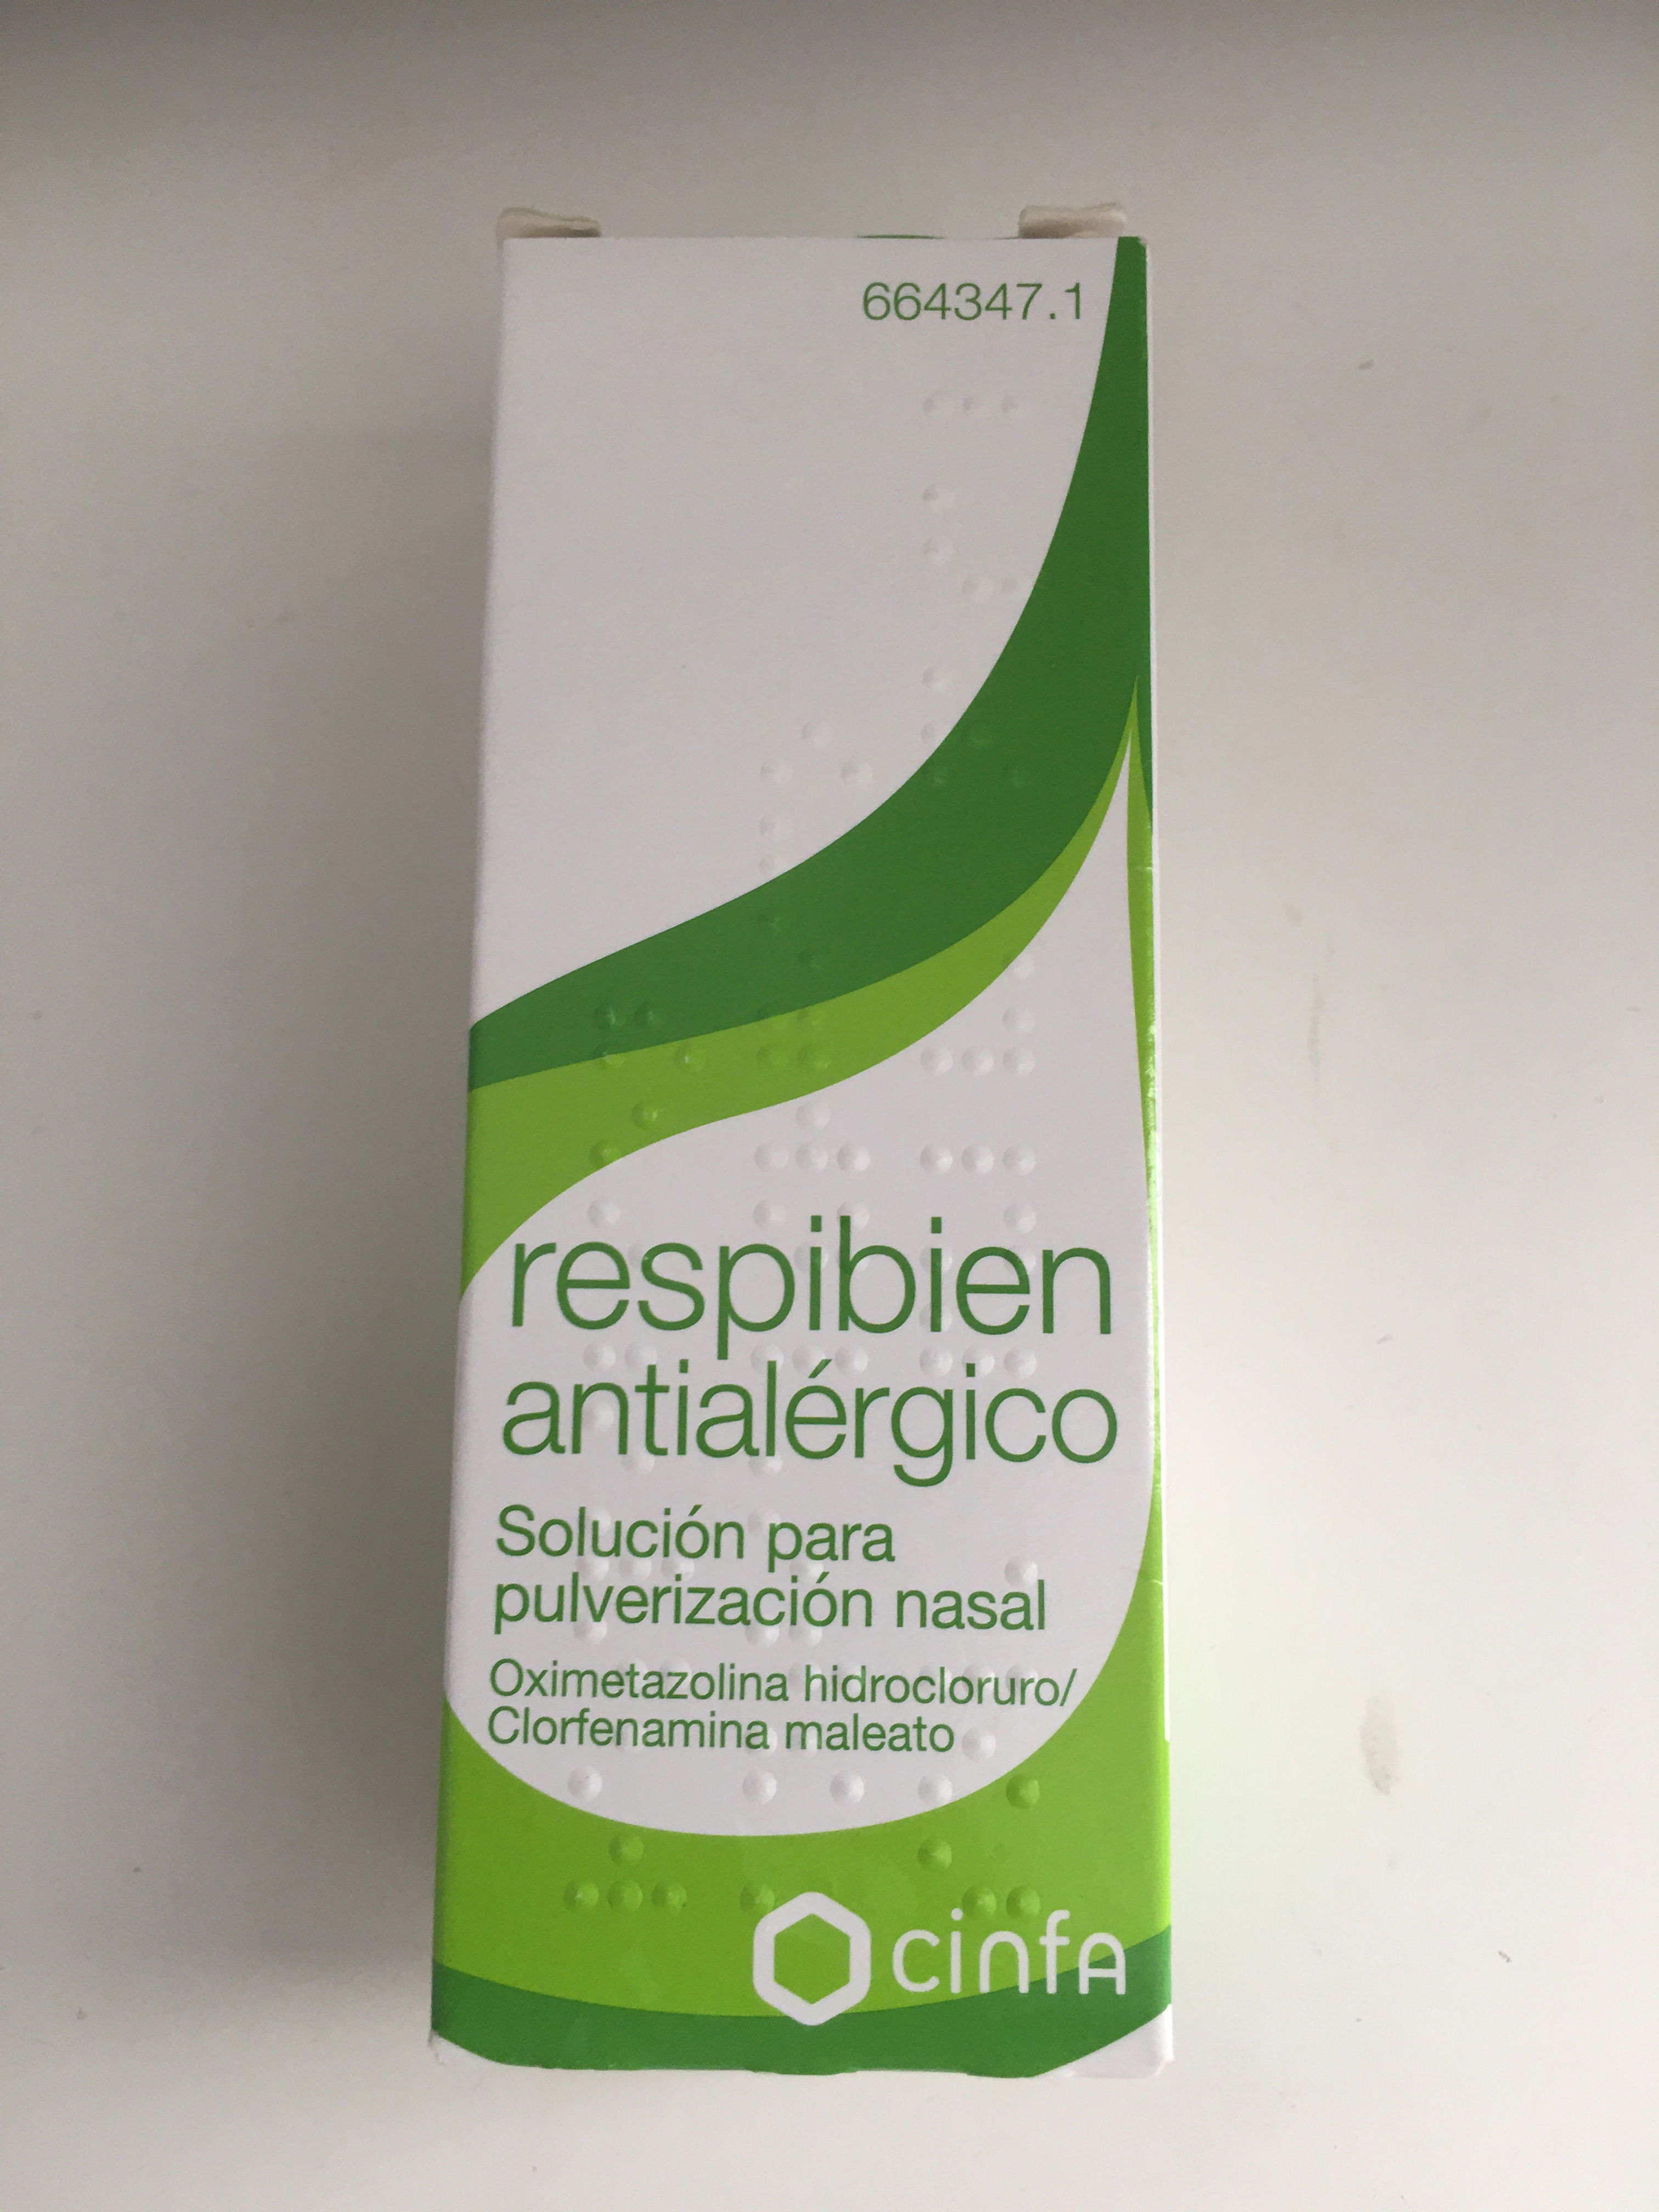 664347.1
respibien
antialérgico
Solución para
pulverización nasal
Oximetazolina hidrocloruro/
Clorfenamina maleato
cinfa